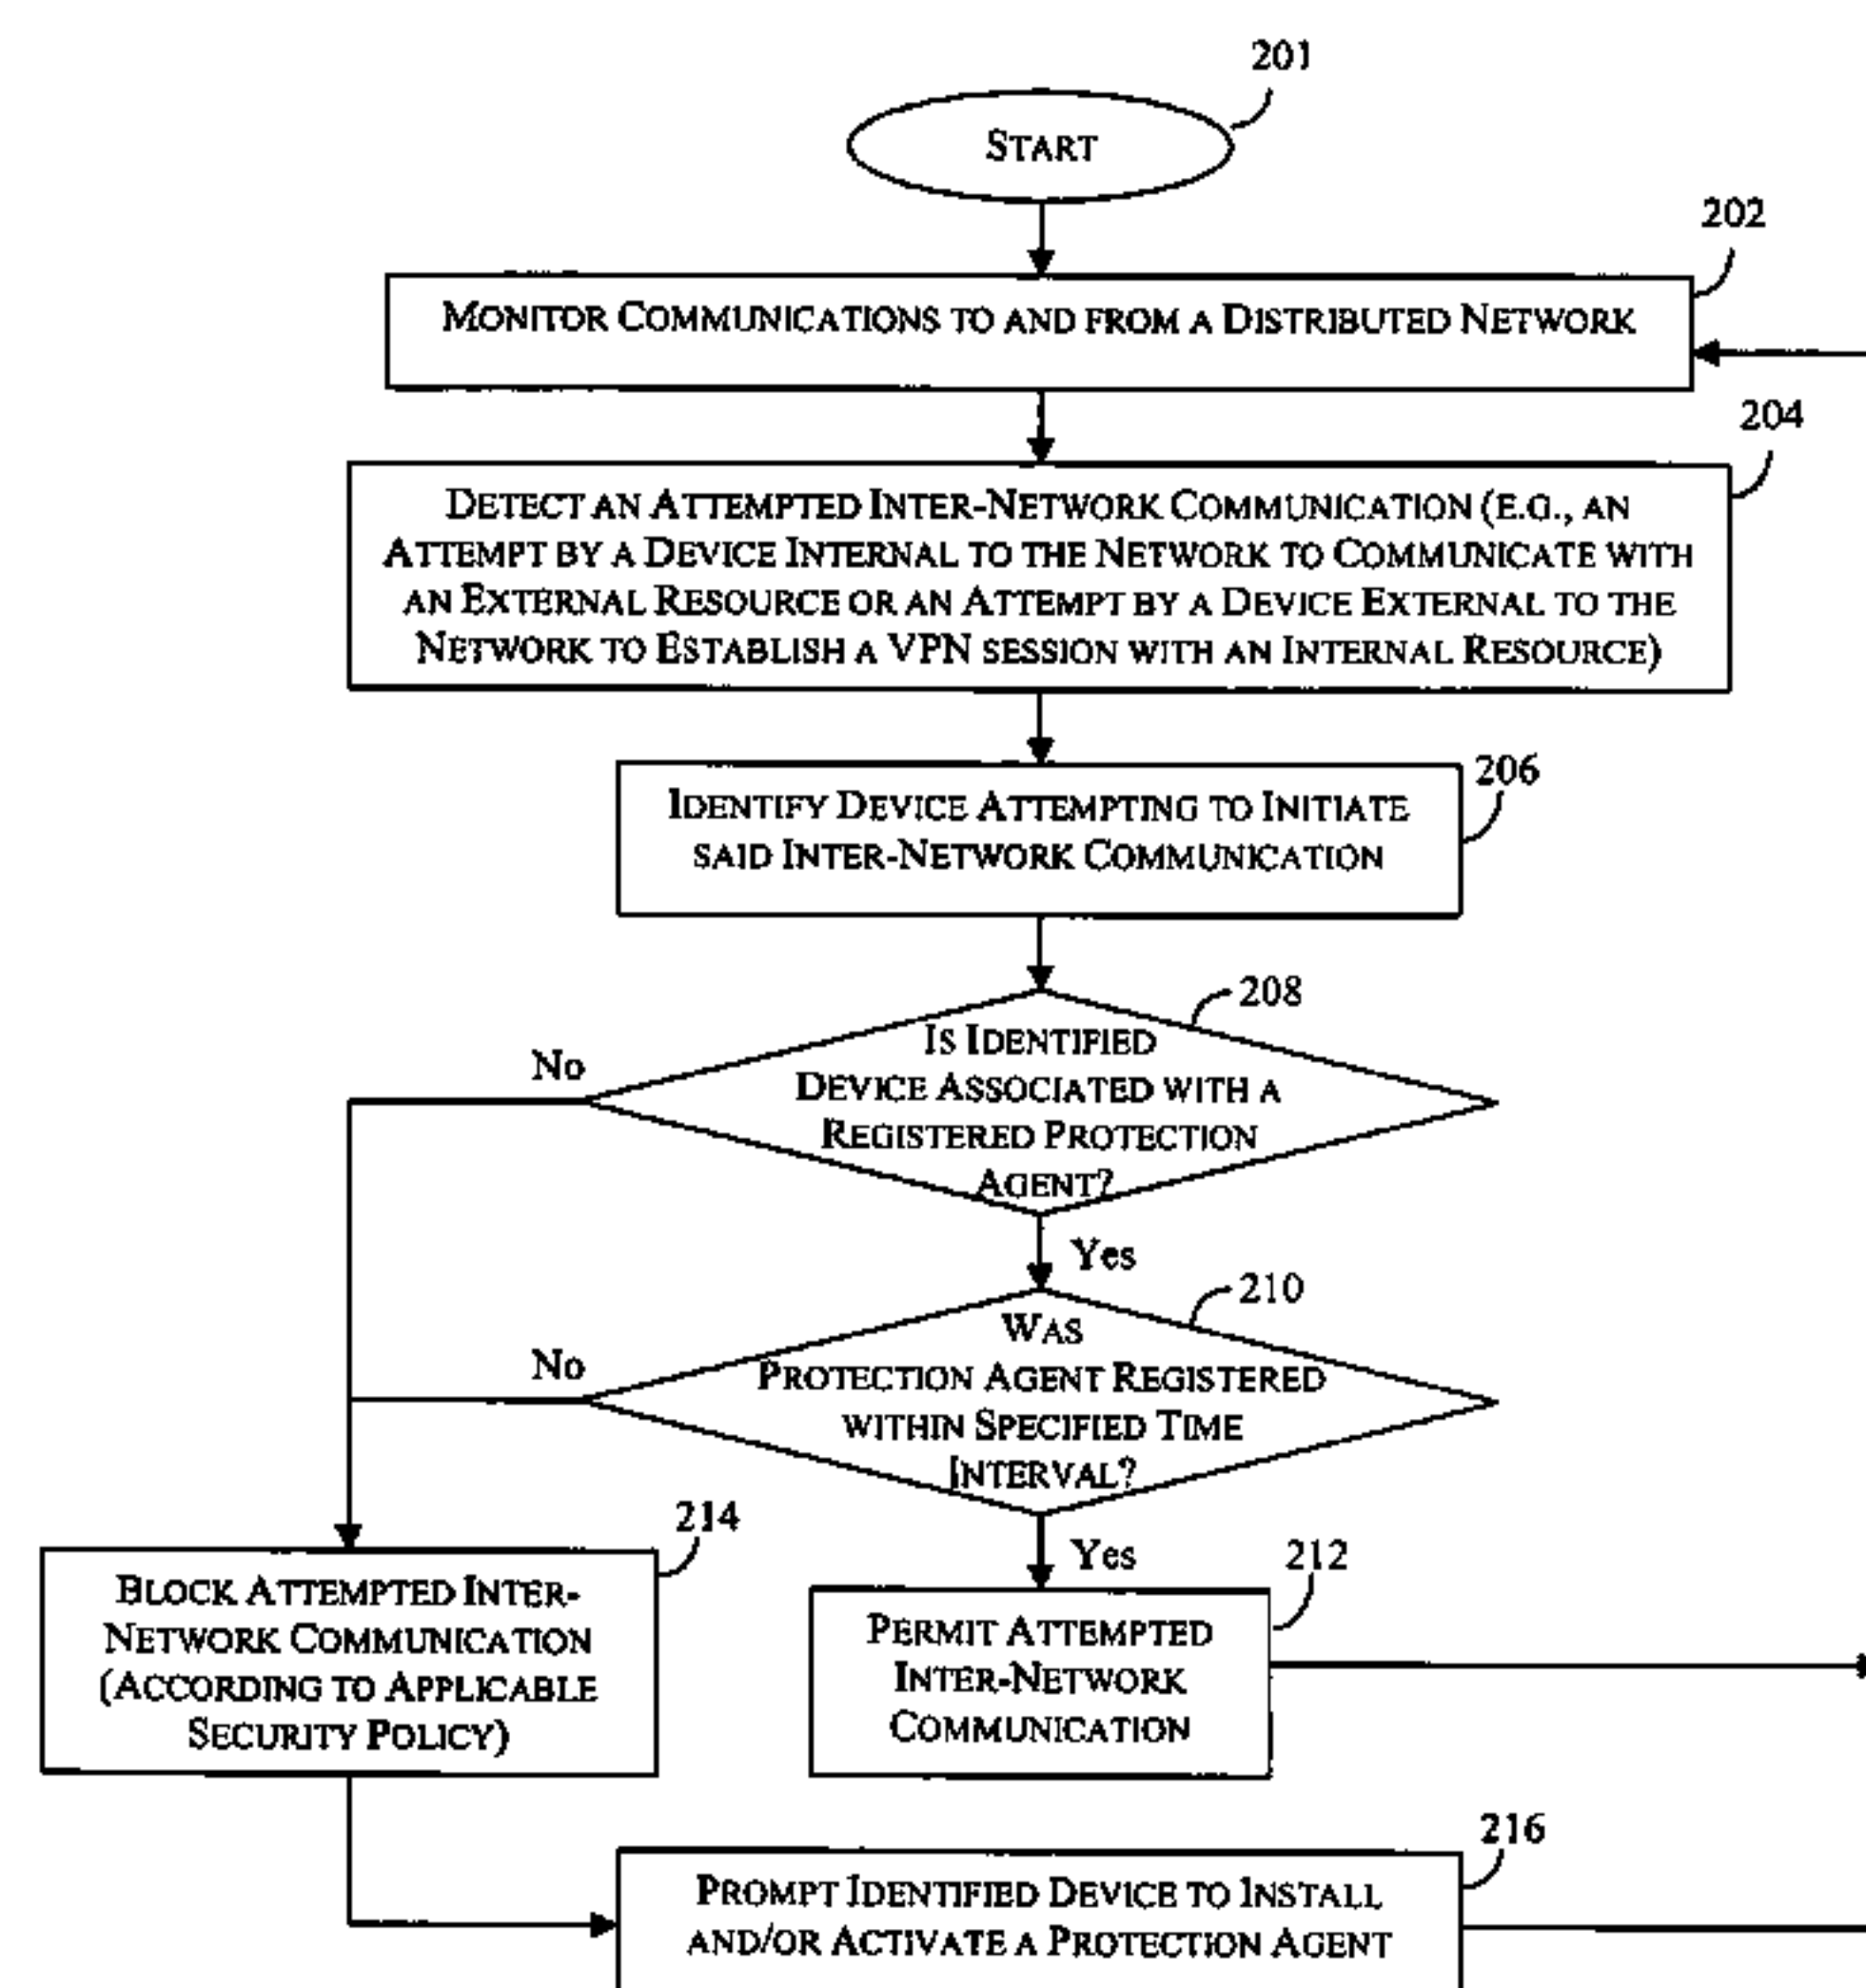 201
START
202
MONITOR COMMUNICATIONS TO AND FROM A DISTRIBUTED NETWORK
204
DETECT AN ATTEMPTED INTER-NETWORK COMMUNICATION (E.G., AN
ATTEMPT BY A DEVICE INTERNAL TO THE NETWORK TO COMMUNICATE WITH
AN EXTERNAL RESOURCE OR AN ATTEMPT BY A DEVICE EXTERNAL TO THE
NETWORK TO ESTABLISH A VPN SESSION WITH AN INTERNAL RESOURCE)
206
IDENTIFY DEVICE ATTEMPTING TO INITIATE
SAID INTER-NETWORK COMMUNICATION
208
IS IDENTIFIED
DEVICE ASSOCIATED WITH A
REGISTERED PROTECTION
AGENT?
No
Yes
210
WAS
PROTECTION AGENT REGISTERED
WITHIN SPECIFIED TIME
INTERVAL?
No
Yes
214
BLOCK ATTEMPTED INTER-
NETWORK COMMUNICATION
(ACCORDING TO APPLICABLE
SECURITY POLICY)
212
PERMIT ATTEMPTED
INTER-NETWORK
COMMUNICATION
216
PROMPT IDENTIFIED DEVICE TO INSTALL
AND/OR ACTIVATE A PROTECTION AGENT